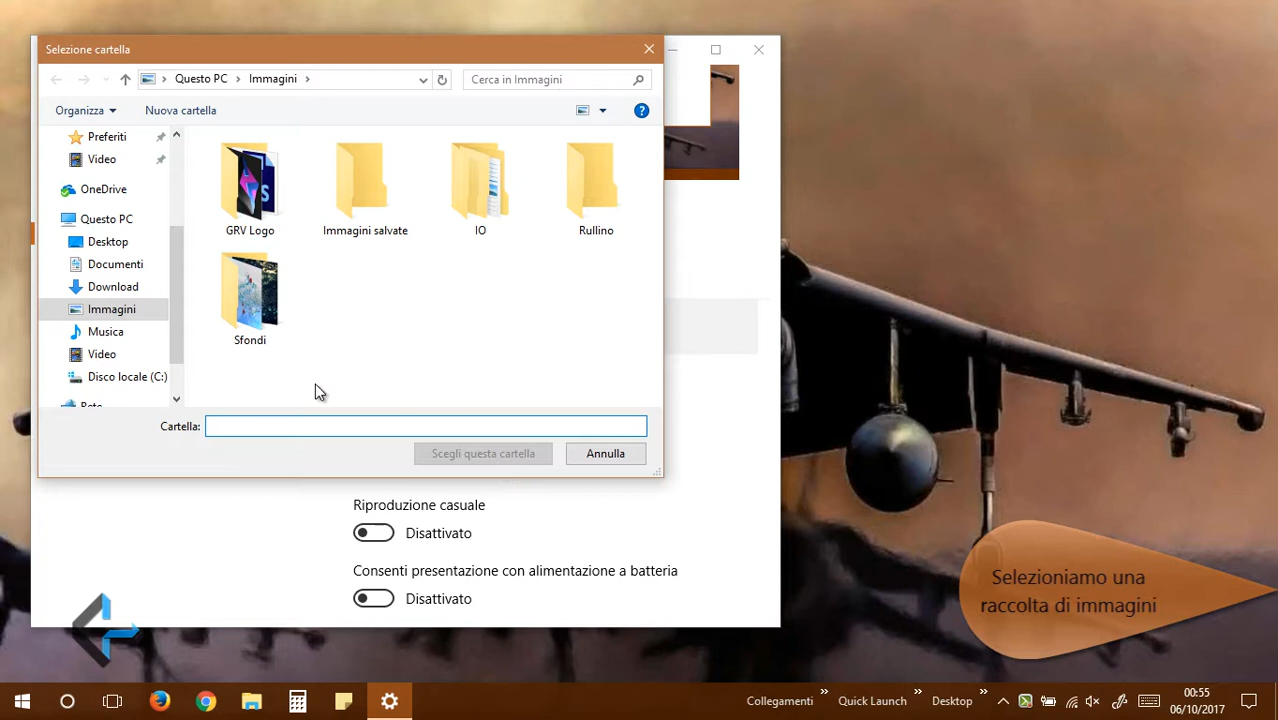 Selezione cartella
Questo PC
Immagini
Cerca in Immagini
Organizza
Nuova cartella
Preferiti
Video
OneDrive
Questo PC
Desktop
Documenti
Download
Immagini
Musica
Video
Disco locale (C:)
GRV Logo
Immagini salvate
IO
Rullino
Sfondi
Cartella:
Scegli questa cartella
Annulla
Riproduzione casuale
Disattivato
Consenti presentazione con alimentazione a batteria
Disattivato
Selezioniamo una
raccolta di immagini
Collegamenti
Quick Launch
Desktop
00:55
06/10/2017